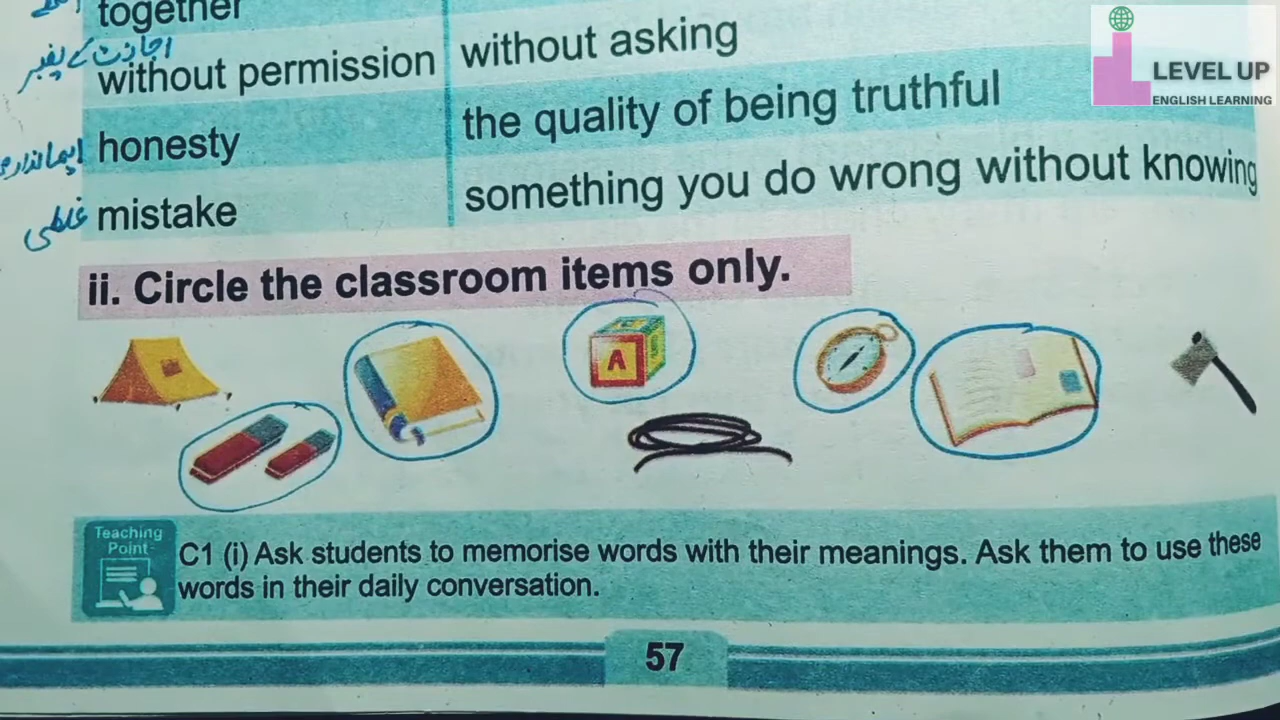 together
اجازت کے بغیر
without permission
without asking
ایمانداری
honesty
the quality of being truthful
غلطی
mistake
something you do wrong without knowing
ii. Circle the classroom items only.
A
Teaching
Point
C1 (i) Ask students to memorise words with their meanings. Ask them to use these
words in their daily conversation.
57
LEVEL UP
ENGLISH LEARNING